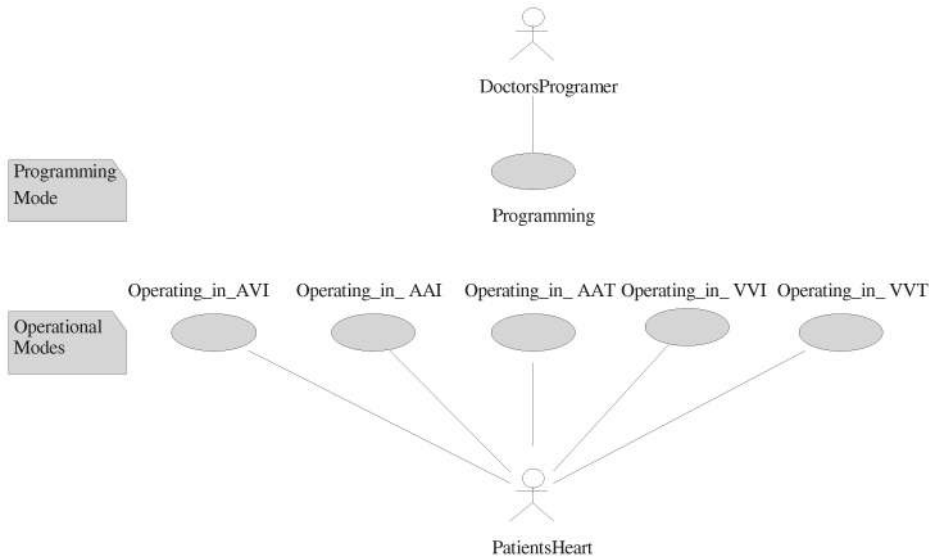 DoctorsProgramer
Programming
Mode
Programming
Operating_in_AVI
Operating_in_ AAI
Operating_in_ AAT
Operating_in_ VVI
Operating_in_ VVT
Operational
Modes
PatientsHeart